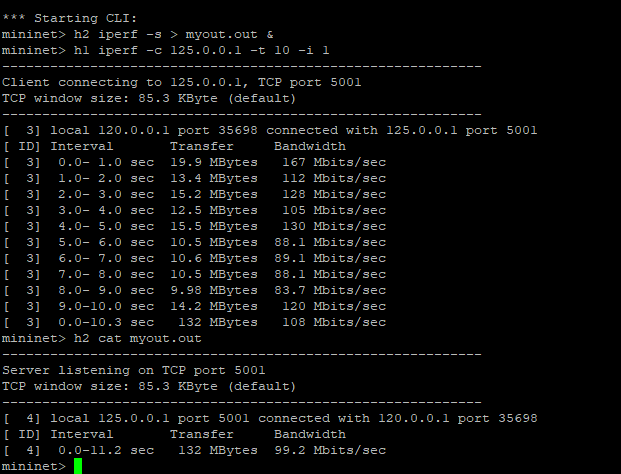 *** Starting CLI:
mininet> h2 iperf -s > myout.out &
mininet> h1 iperf -c 125.0.0.1 -t 10 -i 1
------------------------------------------------------------
Client connecting to 125.0.0.1, TCP port 5001
TCP window size: 85.3 KByte (default)
------------------------------------------------------------
[  3] local 120.0.0.1 port 35698 connected with 125.0.0.1 port 5001
[ ID] Interval       Transfer     Bandwidth
[  3]  0.0- 1.0 sec  19.9 MBytes   167 Mbits/sec
[  3]  1.0- 2.0 sec  13.4 MBytes   112 Mbits/sec
[  3]  2.0- 3.0 sec  15.2 MBytes   128 Mbits/sec
[  3]  3.0- 4.0 sec  12.5 MBytes   105 Mbits/sec
[  3]  4.0- 5.0 sec  15.5 MBytes   130 Mbits/sec
[  3]  5.0- 6.0 sec  10.5 MBytes  88.1 Mbits/sec
[  3]  6.0- 7.0 sec  10.6 MBytes  89.1 Mbits/sec
[  3]  7.0- 8.0 sec  10.5 MBytes  88.1 Mbits/sec
[  3]  8.0- 9.0 sec  9.98 MBytes  83.7 Mbits/sec
[  3]  9.0-10.0 sec  14.2 MBytes   120 Mbits/sec
[  3]  0.0-10.3 sec   132 MBytes   108 Mbits/sec
mininet> h2 cat myout.out
------------------------------------------------------------
Server listening on TCP port 5001
TCP window size: 85.3 KByte (default)
------------------------------------------------------------
[  4] local 125.0.0.1 port 5001 connected with 120.0.0.1 port 35698
[ ID] Interval       Transfer     Bandwidth
[  4]  0.0-11.2 sec   132 MBytes  99.2 Mbits/sec
mininet>